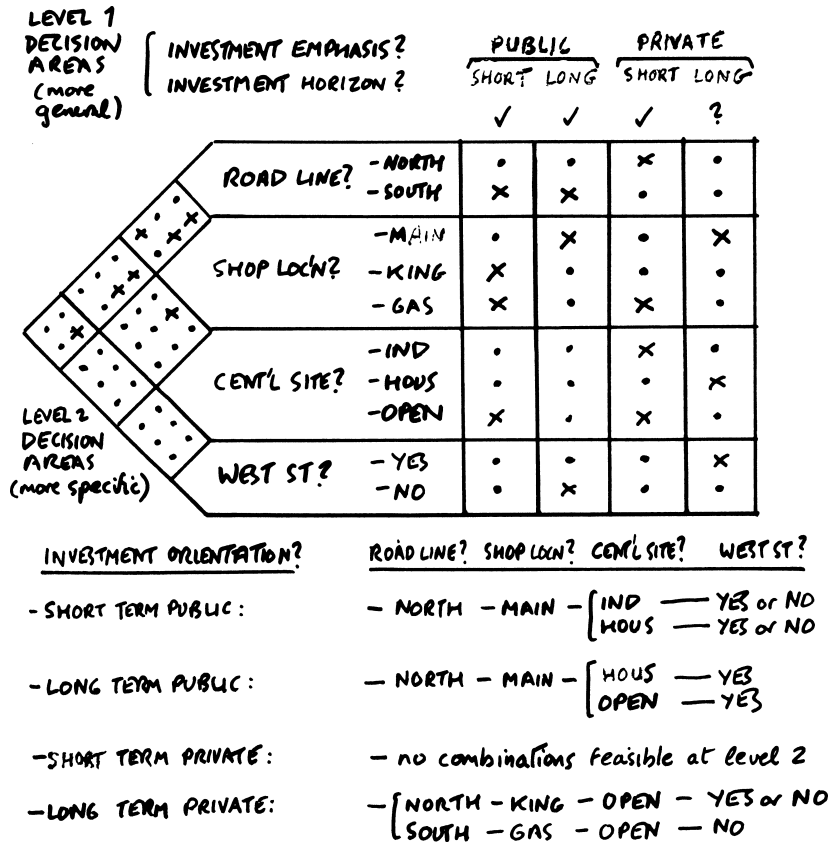 LEVEL 1
DECISION
AREAS
(more
general)
INVESTMENT EMPHASIS?
INVESTMENT HORIZON?
PUBLIC PRIVATE
SHORT LONG SHORT LONG
✓ ✓ ✓ ?
ROAD LINE? - NORTH • • × •
- SOUTH × × • •
SHOP LOC'N? - MAIN • × • ×
- KING × • • •
- GAS × • × •
CENT'L SITE? - IND • • × •
- HOUS • • • ×
- OPEN × • × •
WEST ST? - YES • • • ×
- NO • × • •
LEVEL 2
DECISION
AREAS
(more specific)
INVESTMENT ORIENTATION? ROAD LINE? SHOP LOCN? CENT'L SITE? WEST ST?
- SHORT TERM PUBLIC: - NORTH - MAIN - IND — YES or NO
HOUS — YES or NO
- LONG TERM PUBLIC: - NORTH - MAIN - HOUS — YES
OPEN — YES
- SHORT TERM PRIVATE: - no combinations feasible at level 2
- LONG TERM PRIVATE: - NORTH - KING - OPEN - YES or NO
SOUTH - GAS - OPEN - NO